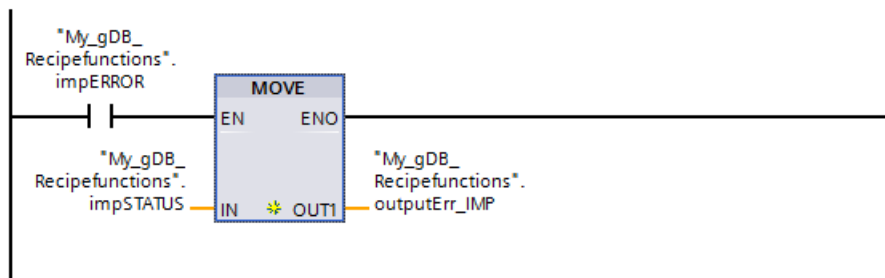 "My_gDB_
Recipefunctions".
impERROR
MOVE
EN ENO
"My_gDB_
Recipefunctions".
impSTATUS
"My_gDB_
Recipefunctions".
outputErr_IMP
IN OUT1